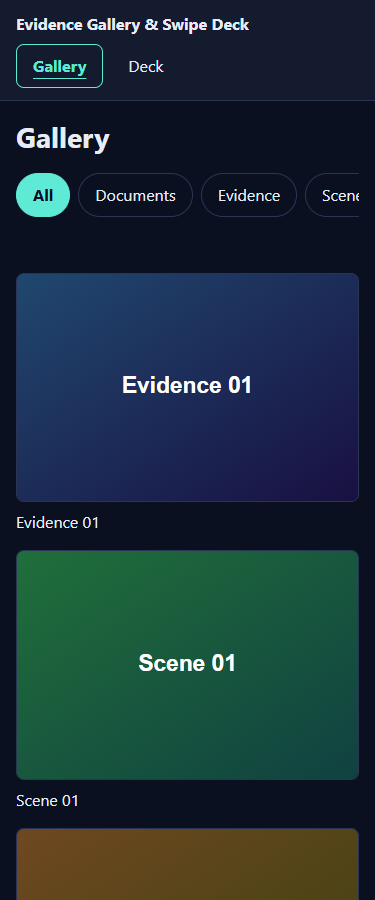 Evidence Gallery & Swipe Deck
Gallery Deck
Gallery
All Documents Evidence Scene
Evidence 01
Evidence 01
Scene 01
Scene 01